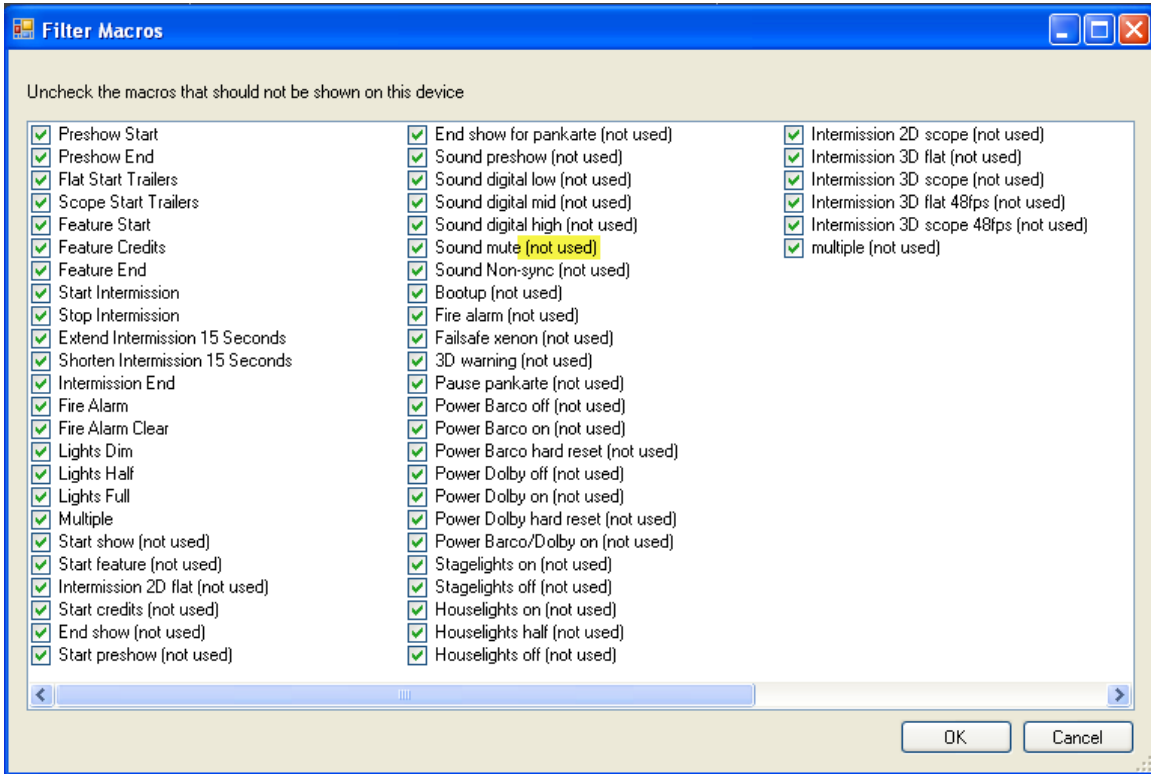 Filter Macros
Uncheck the macros that should not be shown on this device
Preshow Start
Preshow End
Flat Start Trailers
Scope Start Trailers
Feature Start
Feature Credits
Feature End
Start Intermission
Stop Intermission
Extend Intermission 15 Seconds
Shorten Intermission 15 Seconds
Intermission End
Fire Alarm
Fire Alarm Clear
Lights Dim
Lights Half
Lights Full
Multiple
Start show (not used)
Start feature (not used)
Intermission 2D flat (not used)
Start credits (not used)
End show (not used)
Start preshow (not used)
End show for pankarte (not used)
Sound preshow (not used)
Sound digital low (not used)
Sound digital mid (not used)
Sound digital high (not used)
Sound mute (not used)
Sound Non-sync (not used)
Bootup (not used)
Fire alarm (not used)
Failsafe xenon (not used)
3D warning (not used)
Pause pankarte (not used)
Power Barco off (not used)
Power Barco on (not used)
Power Barco hard reset (not used)
Power Dolby off (not used)
Power Dolby on (not used)
Power Dolby hard reset (not used)
Power Barco/Dolby on (not used)
Stagelights on (not used)
Stagelights off (not used)
Houselights on (not used)
Houselights half (not used)
Houselights off (not used)
Intermission 2D scope (not used)
Intermission 3D flat (not used)
Intermission 3D scope (not used)
Intermission 3D flat 48fps (not used)
Intermission 3D scope 48fps (not used)
multiple (not used)
OK
Cancel